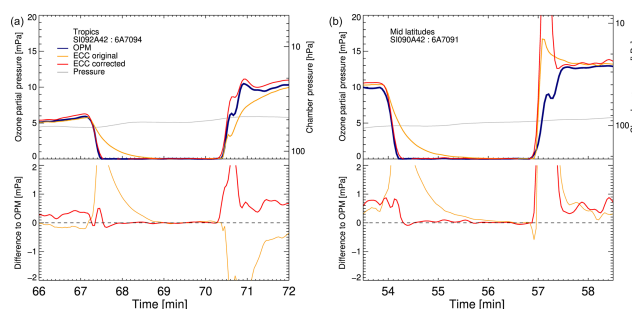 (a)
Tropics
SI092A42 : 6A7094
OPM
ECC original
ECC corrected
Pressure
Ozone partial pressure [mPa]
20
15
10
5
0
Chamber pressure [hPa]
10
100
Difference to OPM [mPa]
2
1
0
−1
−2
66 67 68 69 70 71 72
Time [min]
(b)
Mid latitudes
SI090A42 : 6A7091
Ozone partial pressure [mPa]
20
15
10
5
0
Chamber pressure [hPa]
10
100
Difference to OPM [mPa]
2
1
0
−1
−2
54 55 56 57 58
Time [min]